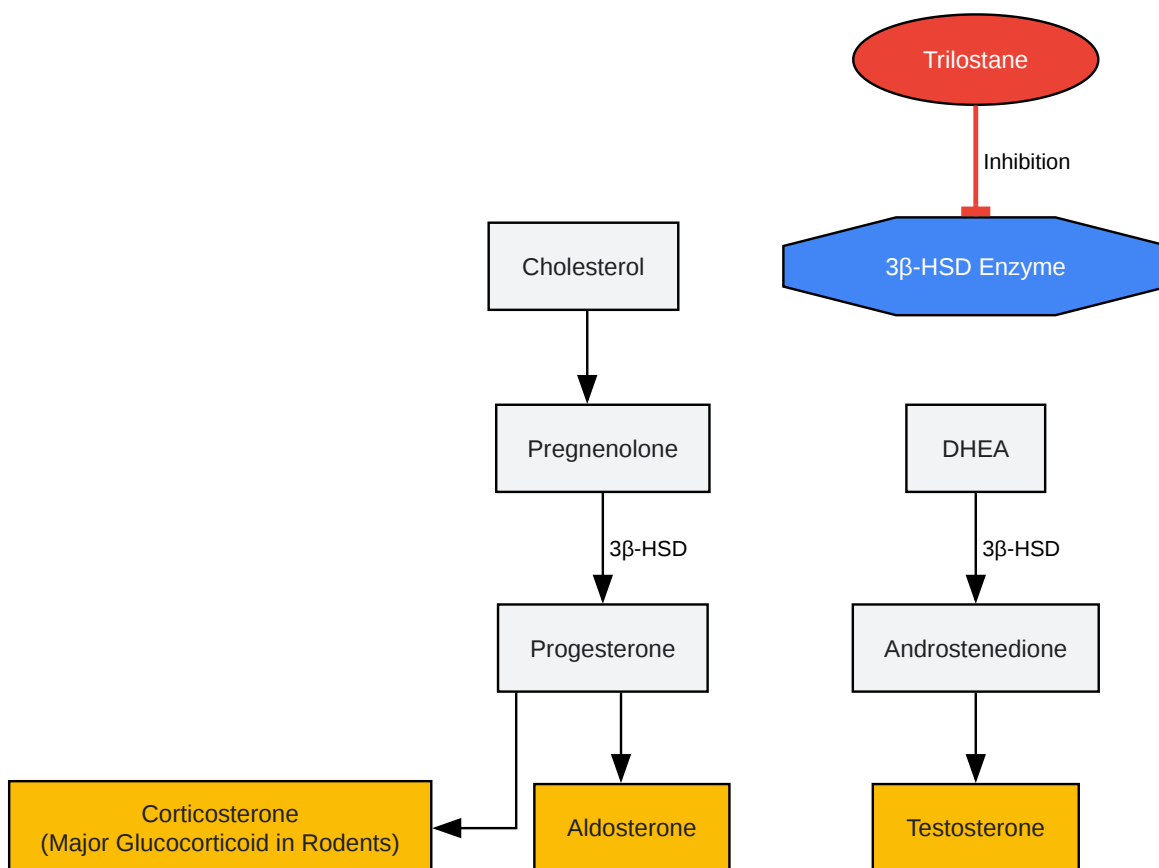 Trilostane
Inhibition
3β-HSD Enzyme
Cholesterol
Pregnenolone
DHEA
3β-HSD
3β-HSD
Progesterone
Androstenedione
Corticosterone
(Major Glucocorticoid in Rodents)
Aldosterone
Testosterone